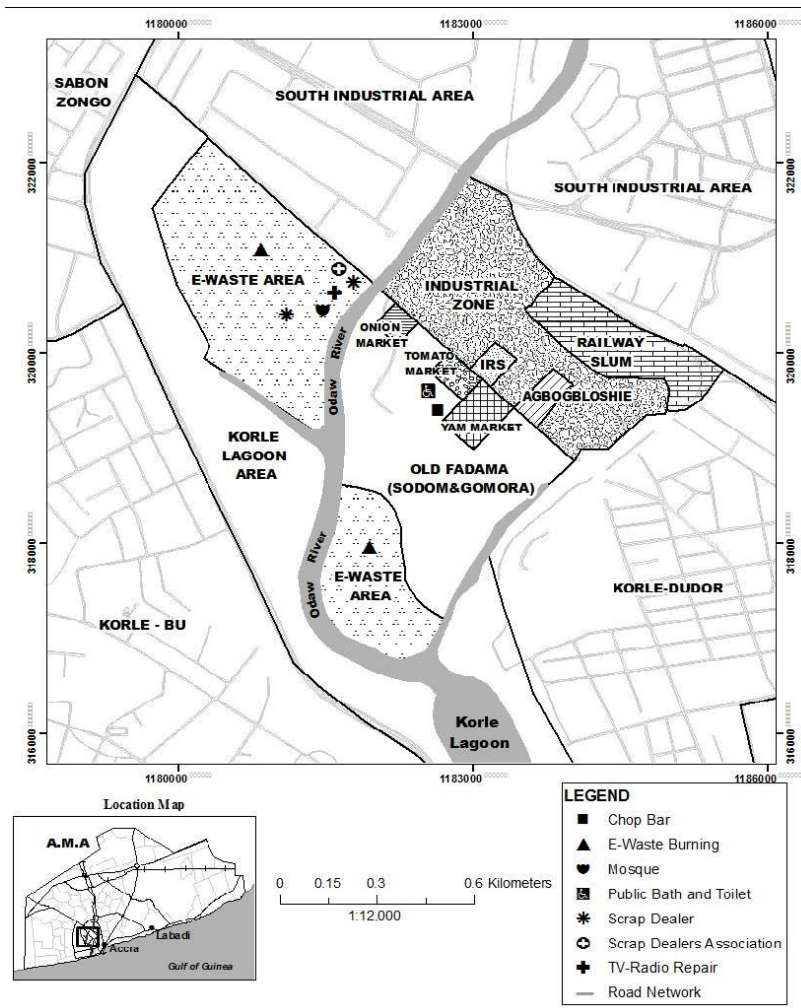 1180000
1183000
1186000
SABON
ZONGO
SOUTH INDUSTRIAL AREA
322000
322000
SOUTH INDUSTRIAL AREA
E-WASTE AREA
INDUSTRIAL
ZONE
ONION
MARKET
RAILWAY
SLUM
320000
320000
TOMATO
MARKET
IRS
AGBOGBLOSHIE
Odaw River
YAM MARKET
KORLE
LAGOON
AREA
OLD FADAMA
(SODOM&GOMORA)
318000
318000
Odaw River
E-WASTE
AREA
KORLE-DUDOR
KORLE - BU
316000
316000
Korle
Lagoon
1180000
1183000
1186000
Location Map
A.M.A
Labadi
Accra
Gulf of Guinea
0 0.15 0.3 0.6 Kilometers
1:12,000
LEGEND
Chop Bar
E-Waste Burning
Mosque
Public Bath and Toilet
Scrap Dealer
Scrap Dealers Association
TV-Radio Repair
Road Network